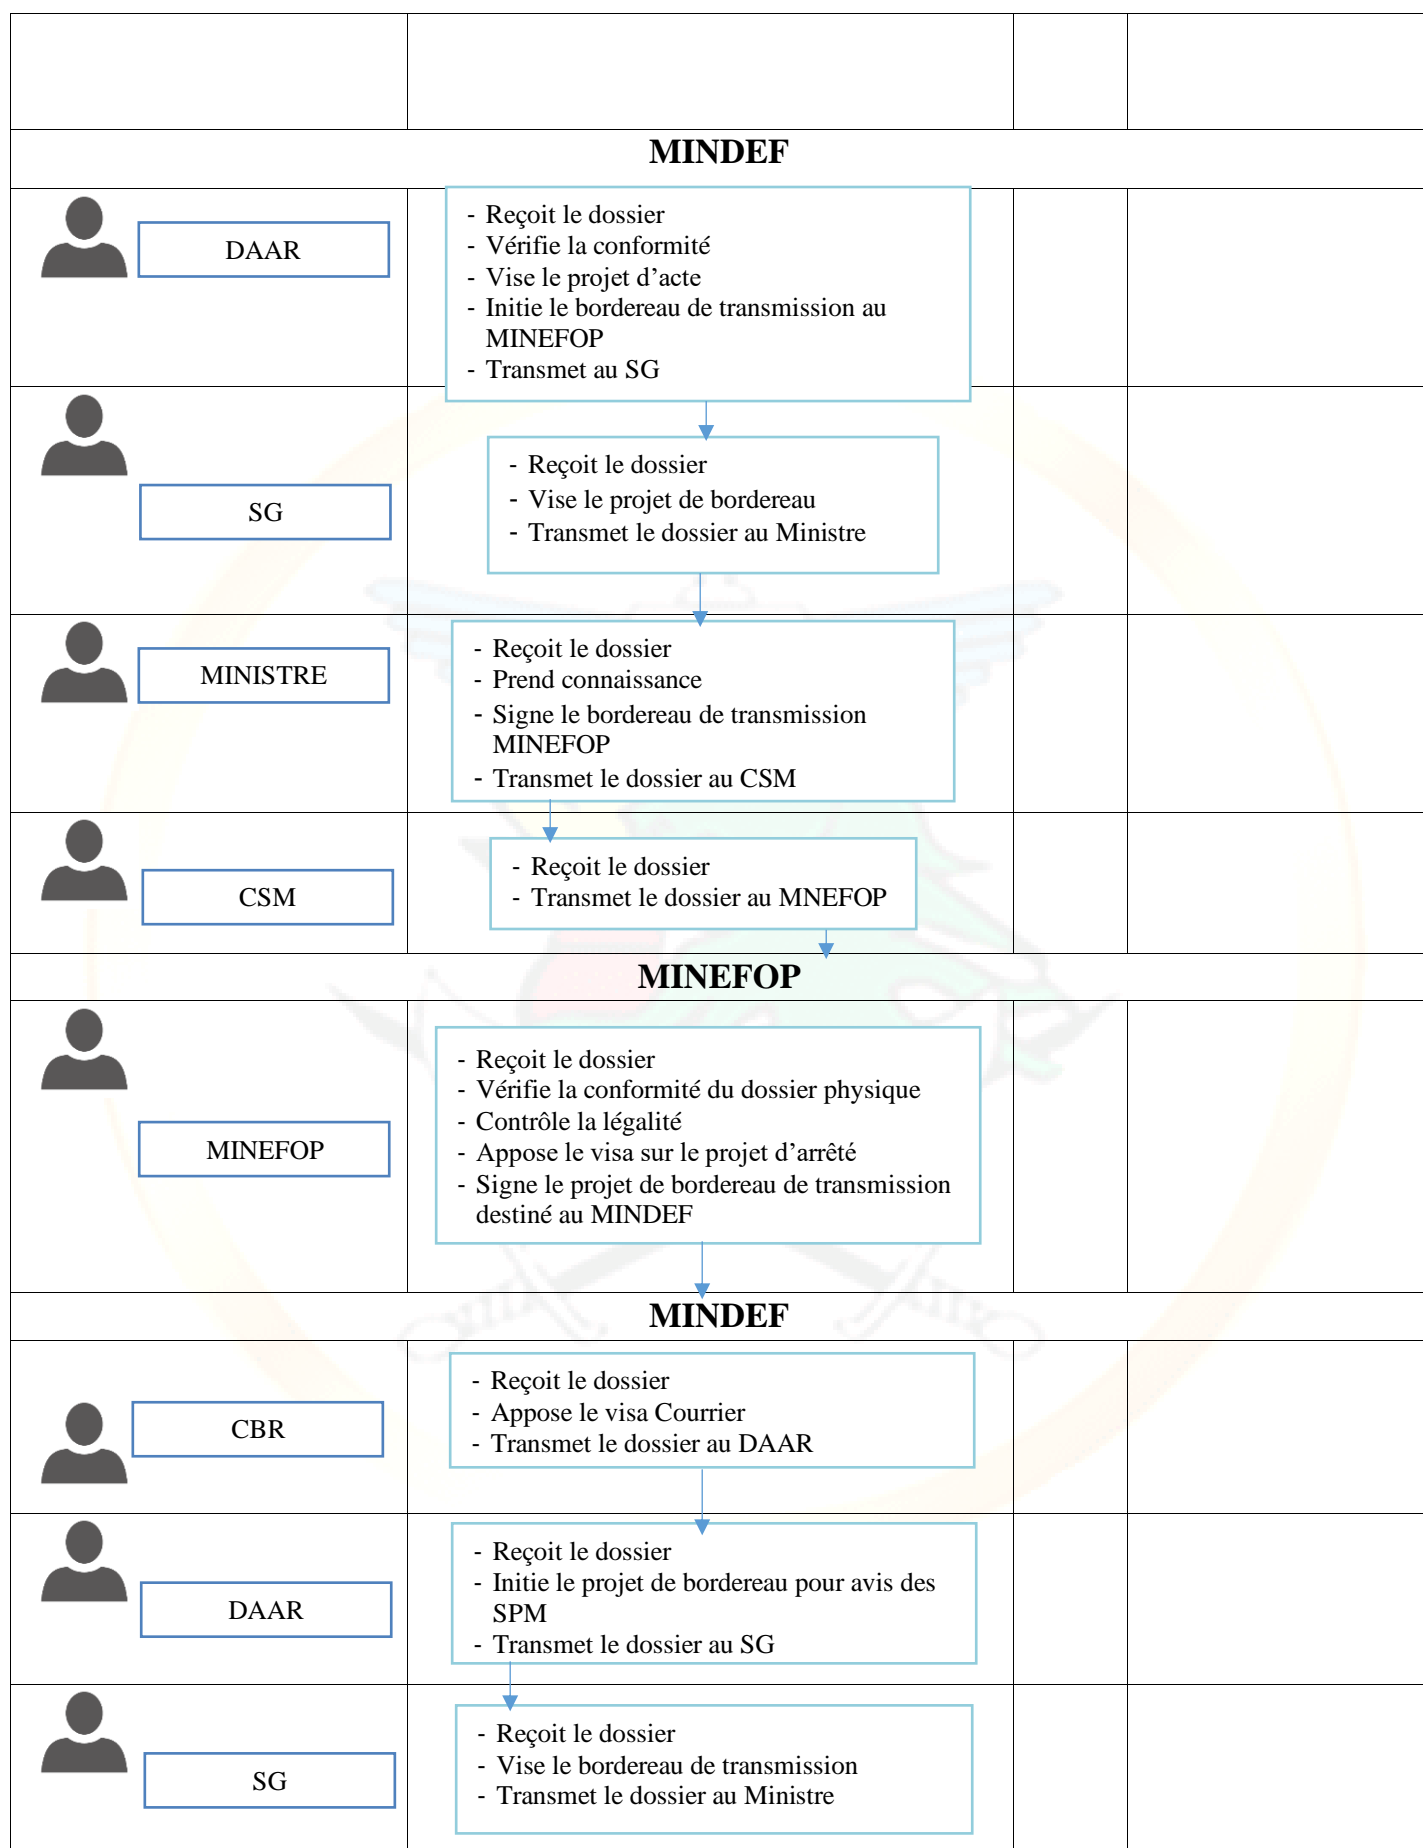 MINDEF
DAAR
- Reçoit le dossier
- Vérifie la conformité
- Vise le projet d’acte
- Initie le bordereau de transmission au
MINEFOP
- Transmet au SG
SG
- Reçoit le dossier
- Vise le projet de bordereau
- Transmet le dossier au Ministre
MINISTRE
- Reçoit le dossier
- Prend connaissance
- Signe le bordereau de transmission
MINEFOP
- Transmet le dossier au CSM
CSM
- Reçoit le dossier
- Transmet le dossier au MNEFOP
MINEFOP
MINEFOP
- Reçoit le dossier
- Vérifie la conformité du dossier physique
- Contrôle la légalité
- Appose le visa sur le projet d’arrêté
- Signe le projet de bordereau de transmission
destiné au MINDEF
MINDEF
CBR
- Reçoit le dossier
- Appose le visa Courrier
- Transmet le dossier au DAAR
DAAR
- Reçoit le dossier
- Initie le projet de bordereau pour avis des
SPM
- Transmet le dossier au SG
SG
- Reçoit le dossier
- Vise le bordereau de transmission
- Transmet le dossier au Ministre